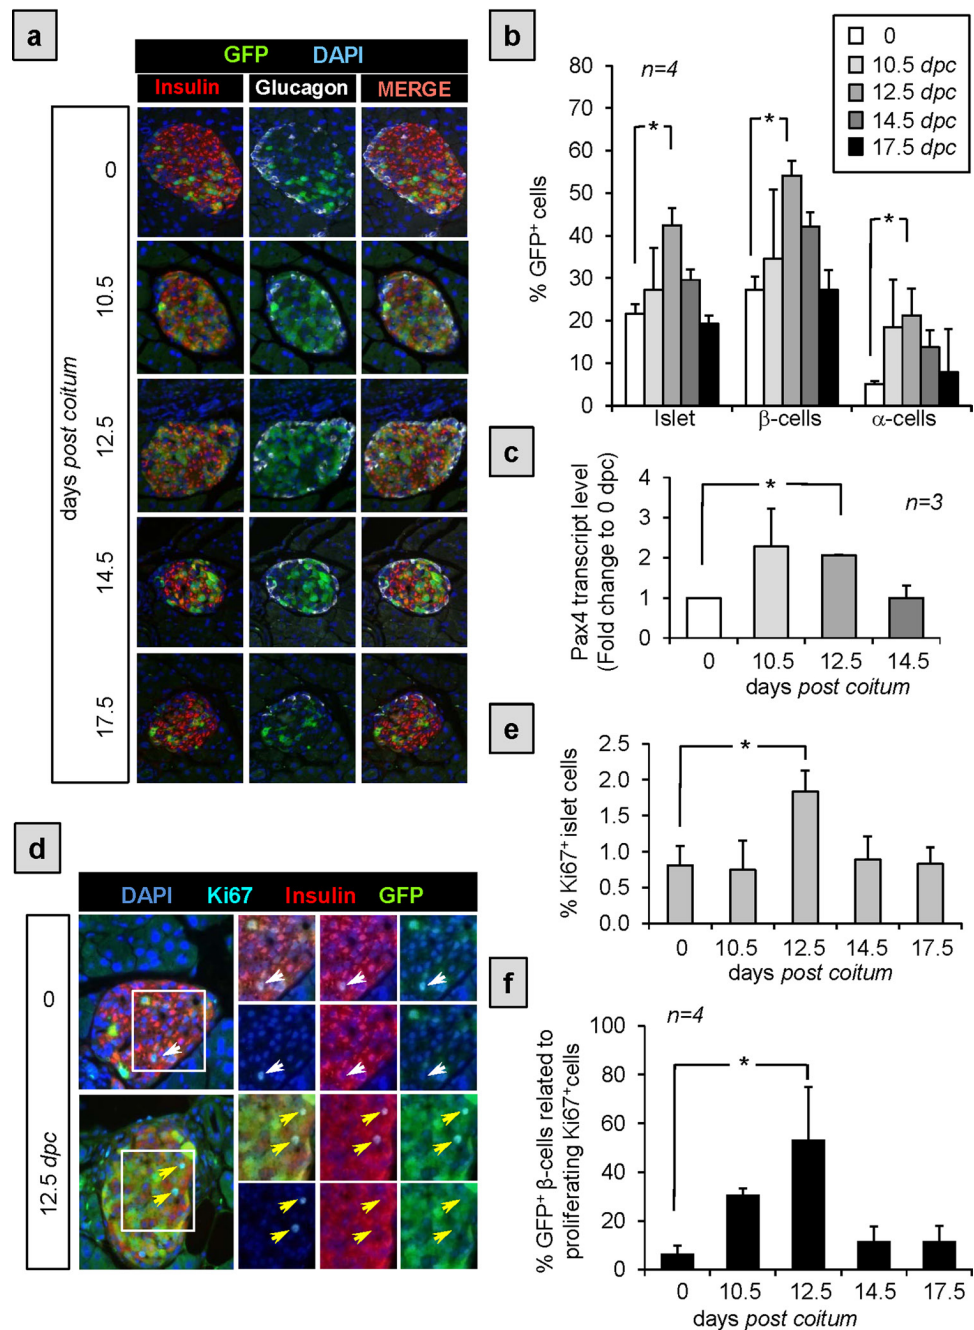 a
GFP DAPI
Insulin Glucagon MERGE
days post coitum
0
10.5
12.5
14.5
17.5
b
0
10.5 dpc
12.5 dpc
14.5 dpc
17.5 dpc
n=4
% GFP+ cells
80
70
60
50
40
30
20
10
0
*
*
*
Islet β-cells α-cells
c
Pax4 transcript level
(Fold change to 0 dpc)
4
3
2
1
0
*
n=3
0 10.5 12.5 14.5
days post coitum
d
DAPI Ki67 Insulin GFP
0
12.5 dpc
e
% Ki67+ islet cells
2.5
2.0
1.5
1.0
0.5
0.0
*
0 10.5 12.5 14.5 17.5
days post coitum
f
% GFP+ β-cells related to
proliferating Ki67+cells
100
80
60
40
20
0
n=4
*
0 10.5 12.5 14.5 17.5
days post coitum